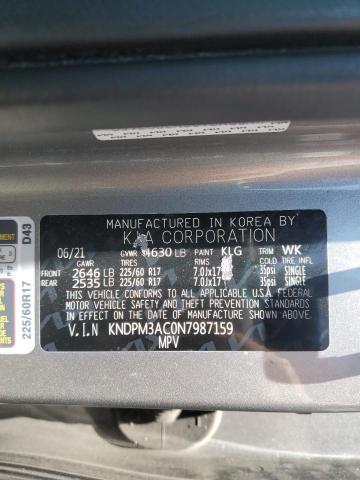 MANUFACTURED IN KOREA BY
KIA CORPORATION
06/21 GVWR 4630 LB PAINT KLG TRIM WK
GAWR TIRES RIMS COLD TIRE INFL
FRONT 2646 LB 225/60 R17 7.0Jx17 35psi SINGLE
REAR 2535 LB 225/60 R17 7.0Jx17 35psi SINGLE
THIS VEHICLE CONFORMS TO ALL APPLICABLE U.S.A. FEDERAL
MOTOR VEHICLE SAFETY AND THEFT PREVENTION STANDARDS
IN EFFECT ON THE DATE OF MANUFACTURE SHOWN ABOVE.
V.I.N KNDPM3AC0N7987159
MPV
225/60R17 D43